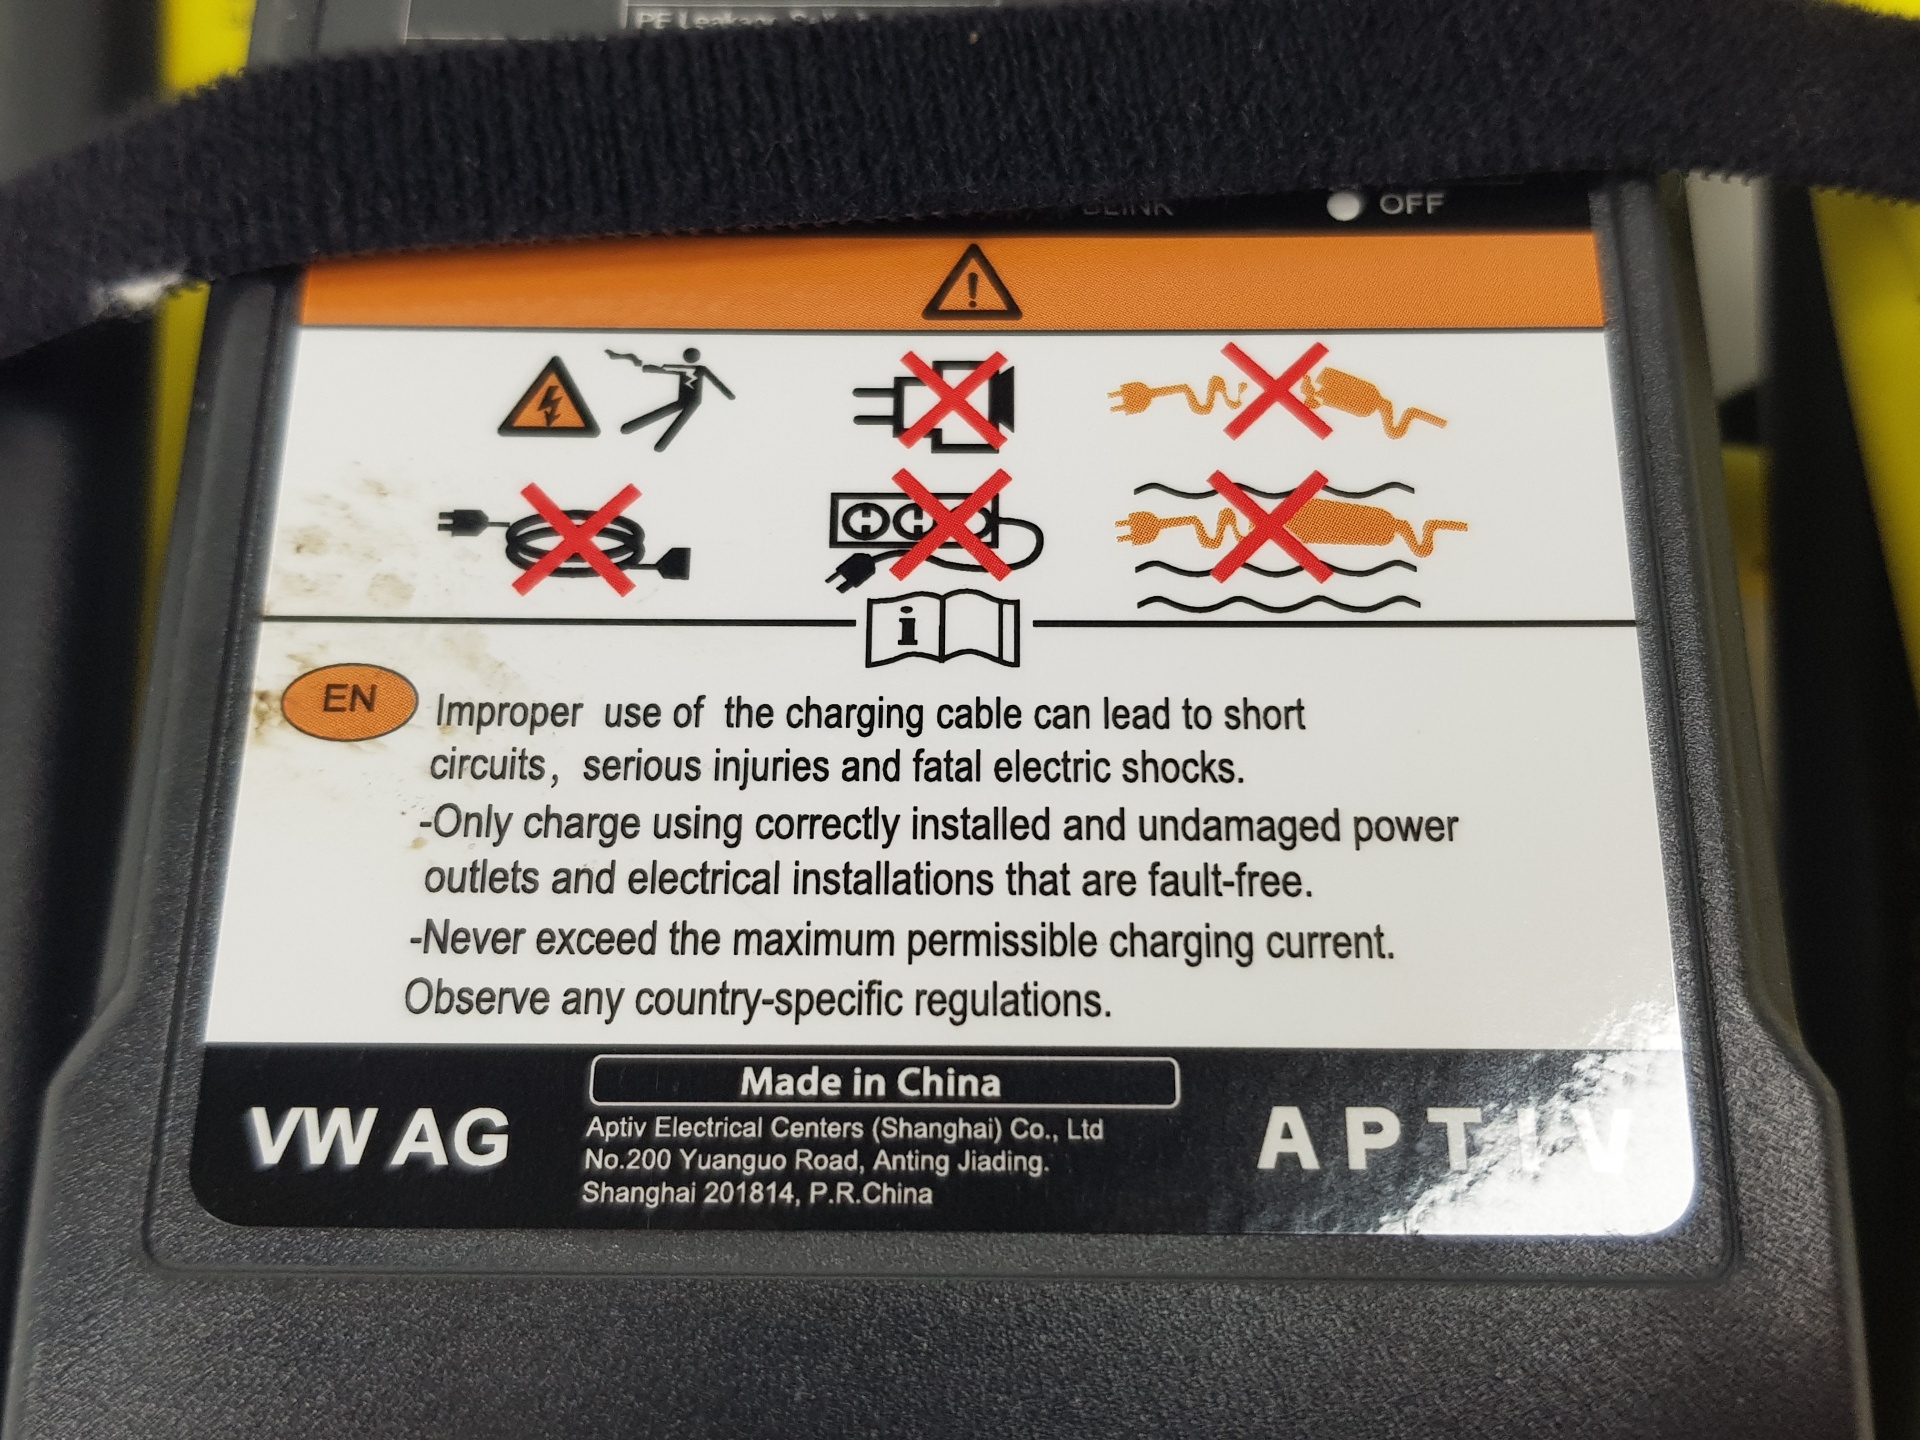 PE Leakage
BLINK OFF
EN
Improper use of the charging cable can lead to short
circuits, serious injuries and fatal electric shocks.
-Only charge using correctly installed and undamaged power
outlets and electrical installations that are fault-free.
-Never exceed the maximum permissible charging current.
Observe any country-specific regulations.
VW AG
Made in China
Aptiv Electrical Centers (Shanghai) Co., Ltd
No.200 Yuanguo Road, Anting Jiading.
Shanghai 201814, P.R.China
APTIV